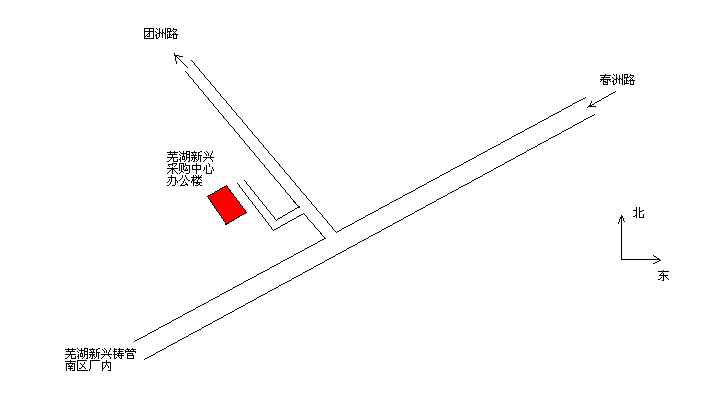 团洲路
春洲路
芜湖新兴
采购中心
办公楼
北
东
芜湖新兴铸管
南区厂内